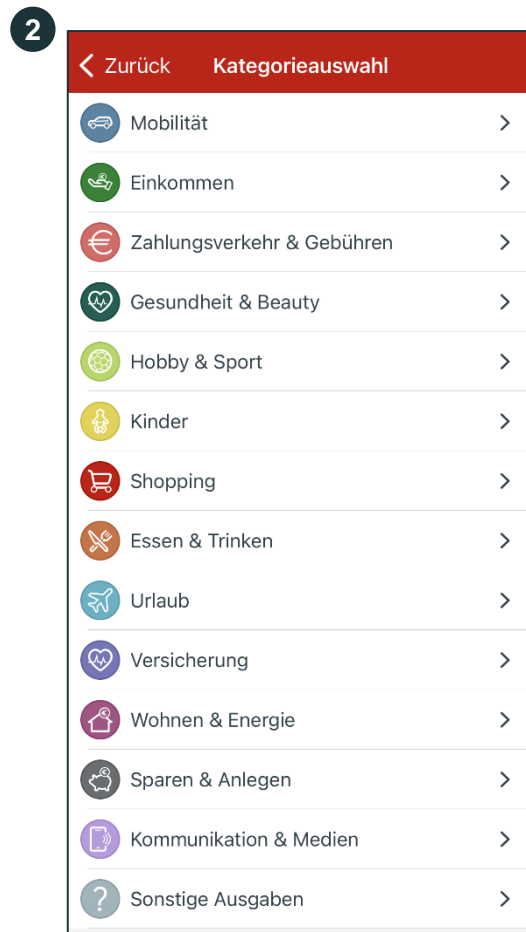 2
Zurück Kategorieauswahl
Mobilität
Einkommen
Zahlungsverkehr & Gebühren
Gesundheit & Beauty
Hobby & Sport
Kinder
Shopping
Essen & Trinken
Urlaub
Versicherung
Wohnen & Energie
Sparen & Anlegen
Kommunikation & Medien
Sonstige Ausgaben